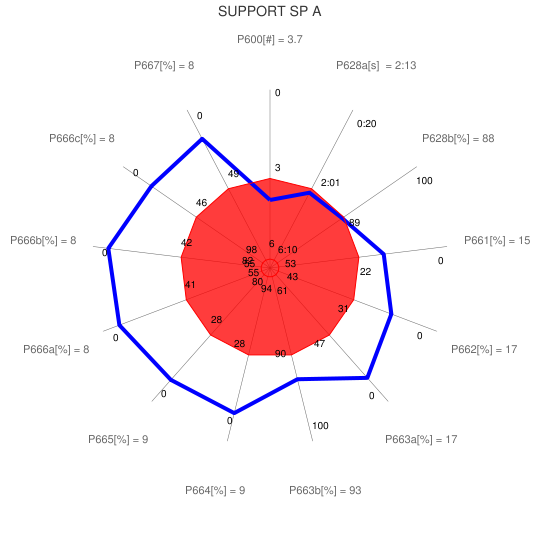 SUPPORT SP A
P600[#] = 3.7
P667[%] = 8
P628a[s] = 2:13
0
0
0:20
P666c[%] = 8
P628b[%] = 88
3
0
49
2:01
100
46
89
P666b[%] = 8
42
6
P661[%] = 15
0
98
6:10
0
55
53
22
55
43
41
80
94
61
31
28
P666a[%] = 8
0
28
90
47
0
P662[%] = 17
0
0
P665[%] = 9
0
100
P663a[%] = 17
P664[%] = 9
P663b[%] = 93